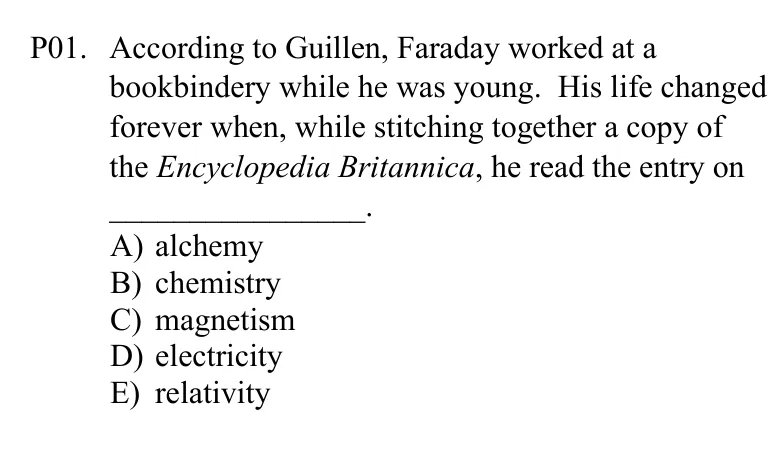 P01. According to Guillen, Faraday worked at a
bookbindery while he was young. His life changed
forever when, while stitching together a copy of
the Encyclopedia Britannica, he read the entry on
________________.
A) alchemy
B) chemistry
C) magnetism
D) electricity
E) relativity